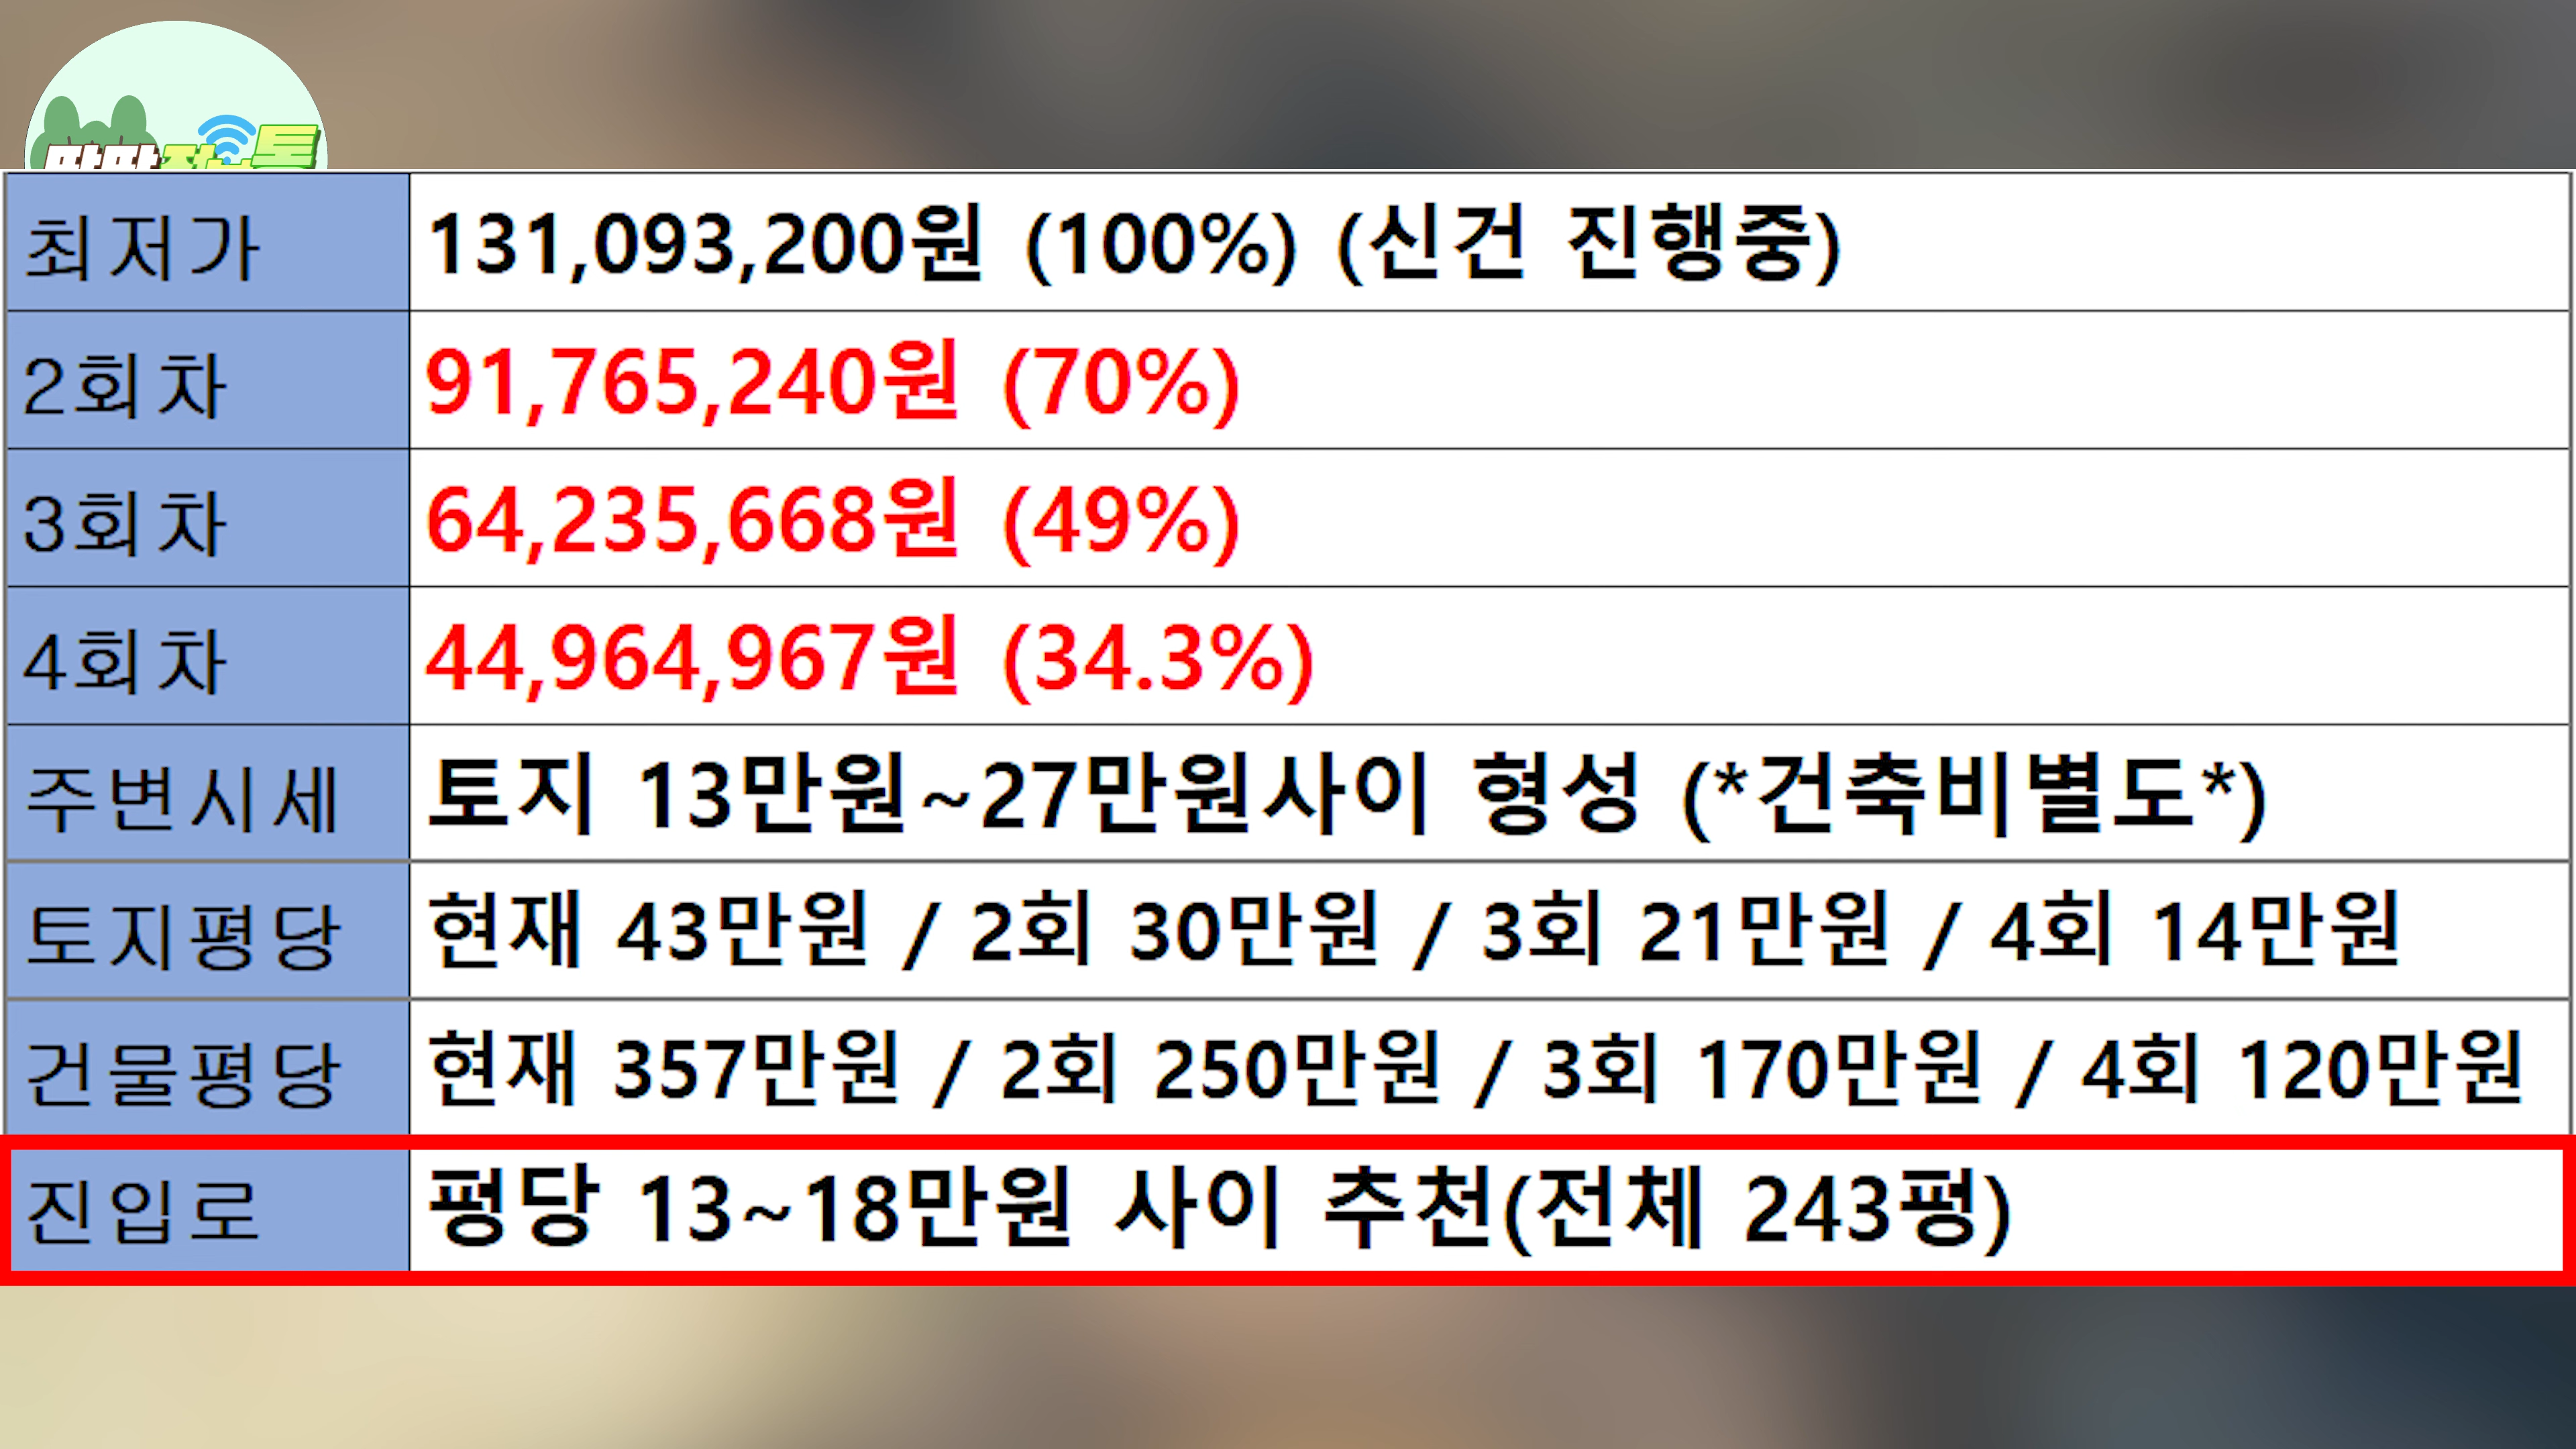 최저가 131,093,200원 (100%) (신건 진행중)
2회차 91,765,240원 (70%)
3회차 64,235,668원 (49%)
4회차 44,964,967원 (34.3%)
주변시세 토지 13만원~27만원사이 형성 (*건축비별도*)
토지평당 현재 43만원 / 2회 30만원 / 3회 21만원 / 4회 14만원
건물평당 현재 357만원 / 2회 250만원 / 3회 170만원 / 4회 120만원
진입로 평당 13~18만원 사이 추천(전체 243평)